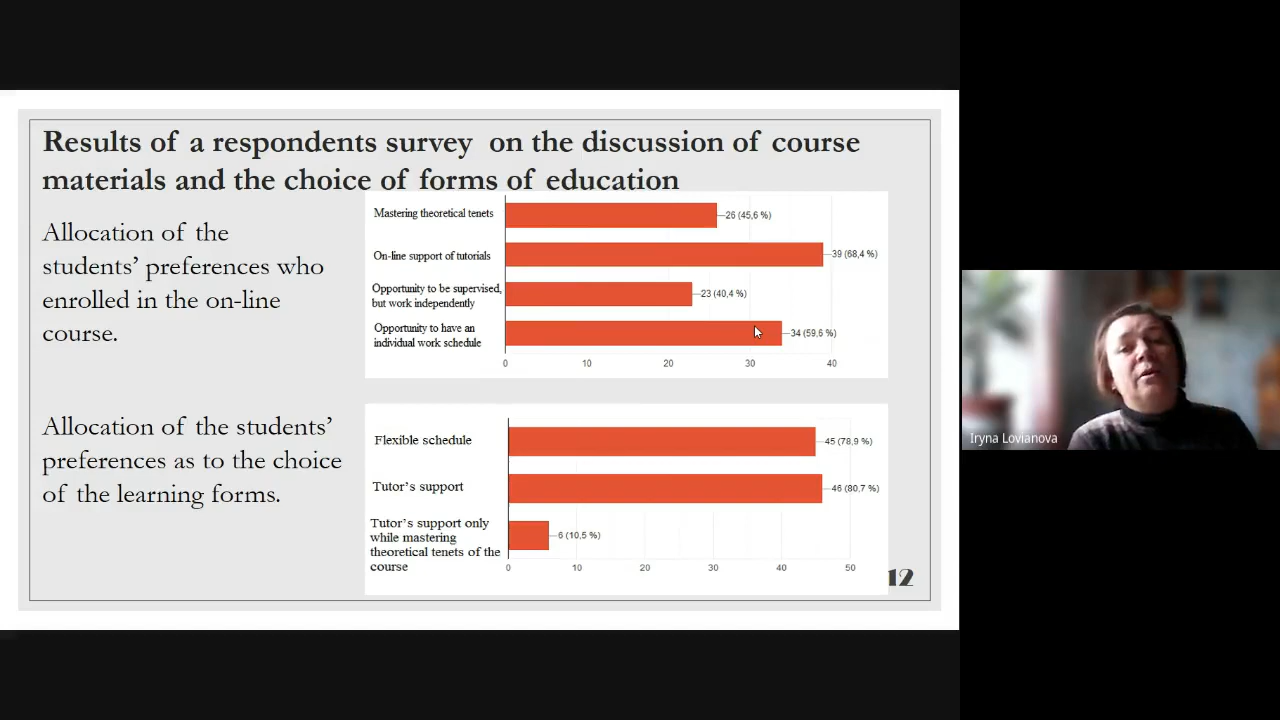 Results of a respondents survey on the discussion of course
materials and the choice of forms of education
Allocation of the
students’ preferences who
enrolled in the on-line
course.
Mastering theoretical tenets
26 (45,6 %)
On-line support of tutorials
39 (68,4 %)
Opportunity to be supervised,
but work independently
23 (40,4 %)
Opportunity to have an
individual work schedule
34 (59,6 %)
0 10 20 30 40
Allocation of the students’
preferences as to the choice
of the learning forms.
Flexible schedule
45 (78,9 %)
Tutor’s support
46 (80,7 %)
Tutor’s support only
while mastering
theoretical tenets of the
course
6 (10,5 %)
0 10 20 30 40 50
12
Iryna Lovianova